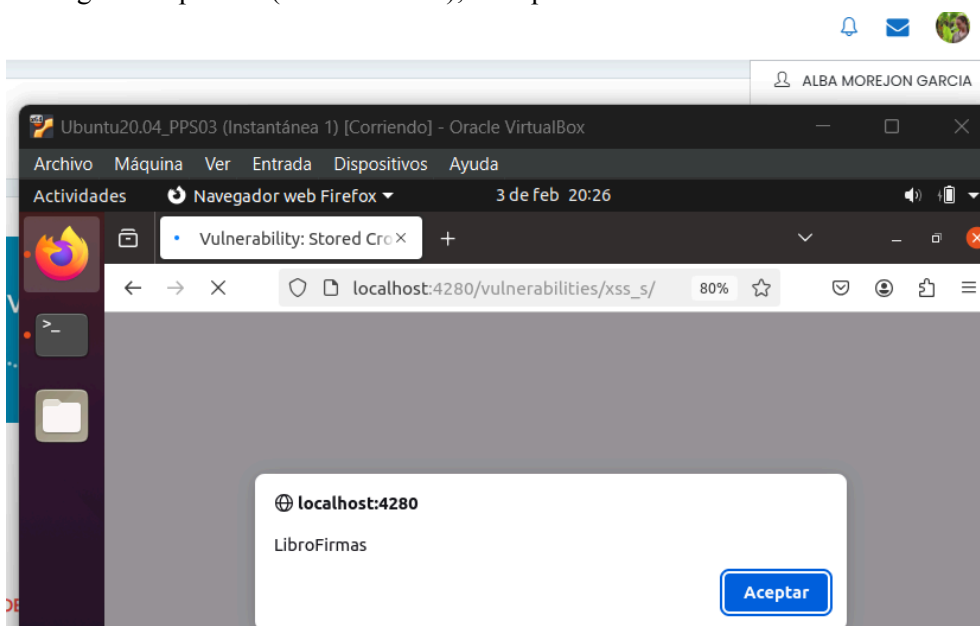 ALBA MOREJON GARCIA
Ubuntu20.04_PPS03 (Instantánea 1) [Corriendo] - Oracle VirtualBox
Archivo Máquina Ver Entrada Dispositivos Ayuda
Actividades Navegador web Firefox 3 de feb 20:26
Vulnerability: Stored Cro
localhost:4280/vulnerabilities/xss_s/ 80%
localhost:4280
LibroFirmas
Aceptar